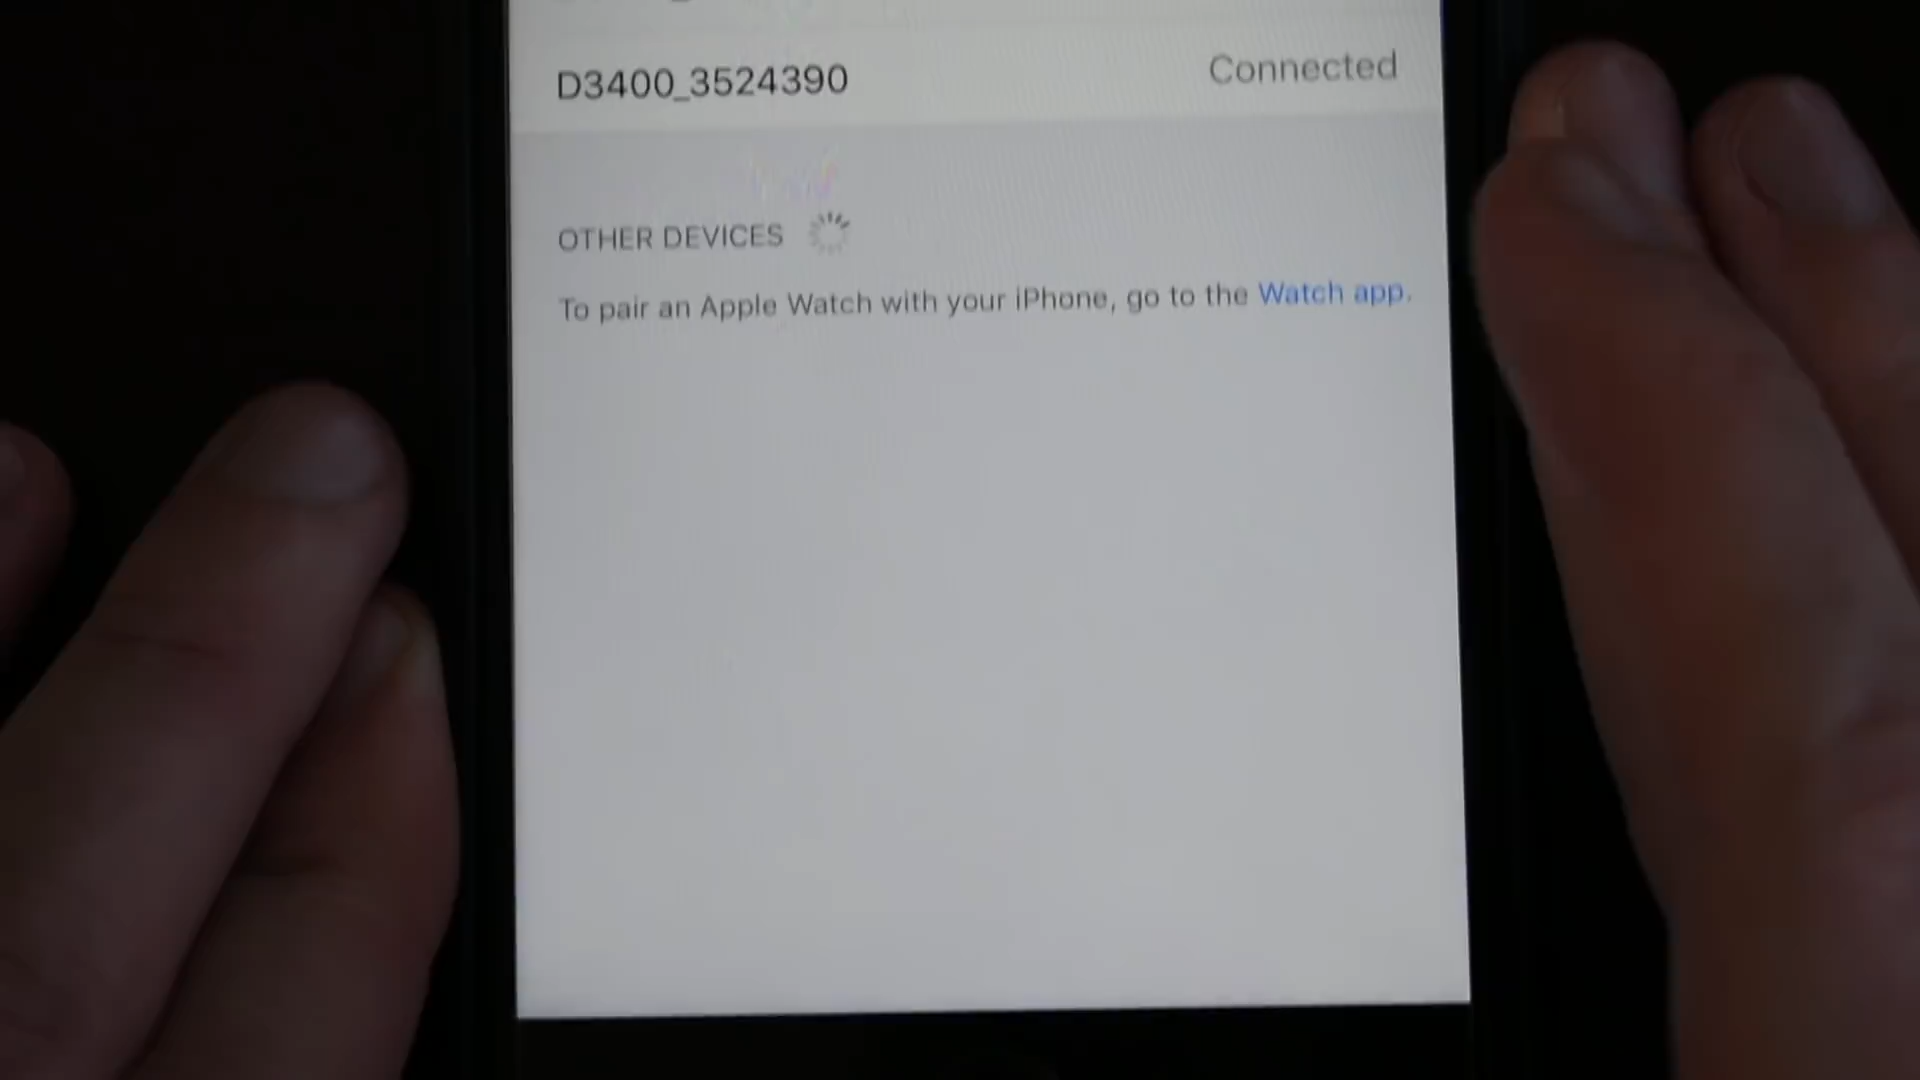 D3400_3524390 Connected
OTHER DEVICES
To pair an Apple Watch with your iPhone, go to the Watch app.